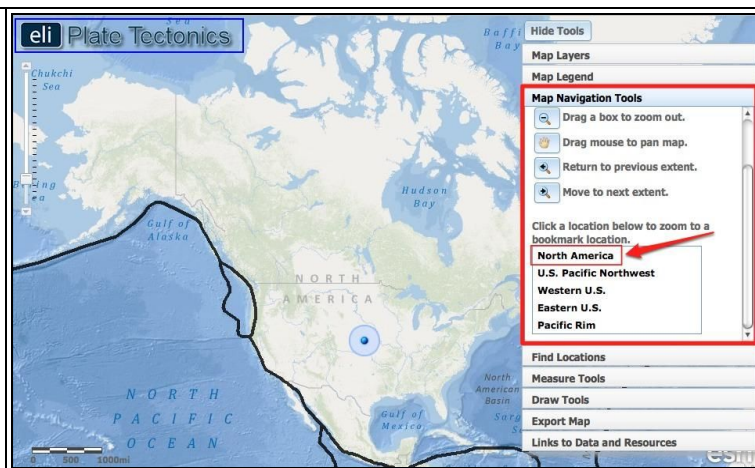 eli Plate Tectonics
Chukchi
Sea
Baffi
Bay
Hudson
Bay
Gulf of
Alaska
NORTH
AMERICA
North
American
Basin
Gulf of
Mexico
NORTH
PACIFIC
OCEAN
0 500 1000mi
Hide Tools
Map Layers
Map Legend
Map Navigation Tools
Drag a box to zoom out.
Drag mouse to pan map.
Return to previous extent.
Move to next extent.
Click a location below to zoom to a
bookmark location.
North America
U.S. Pacific Northwest
Western U.S.
Eastern U.S.
Pacific Rim
Find Locations
Measure Tools
Draw Tools
Export Map
Links to Data and Resources